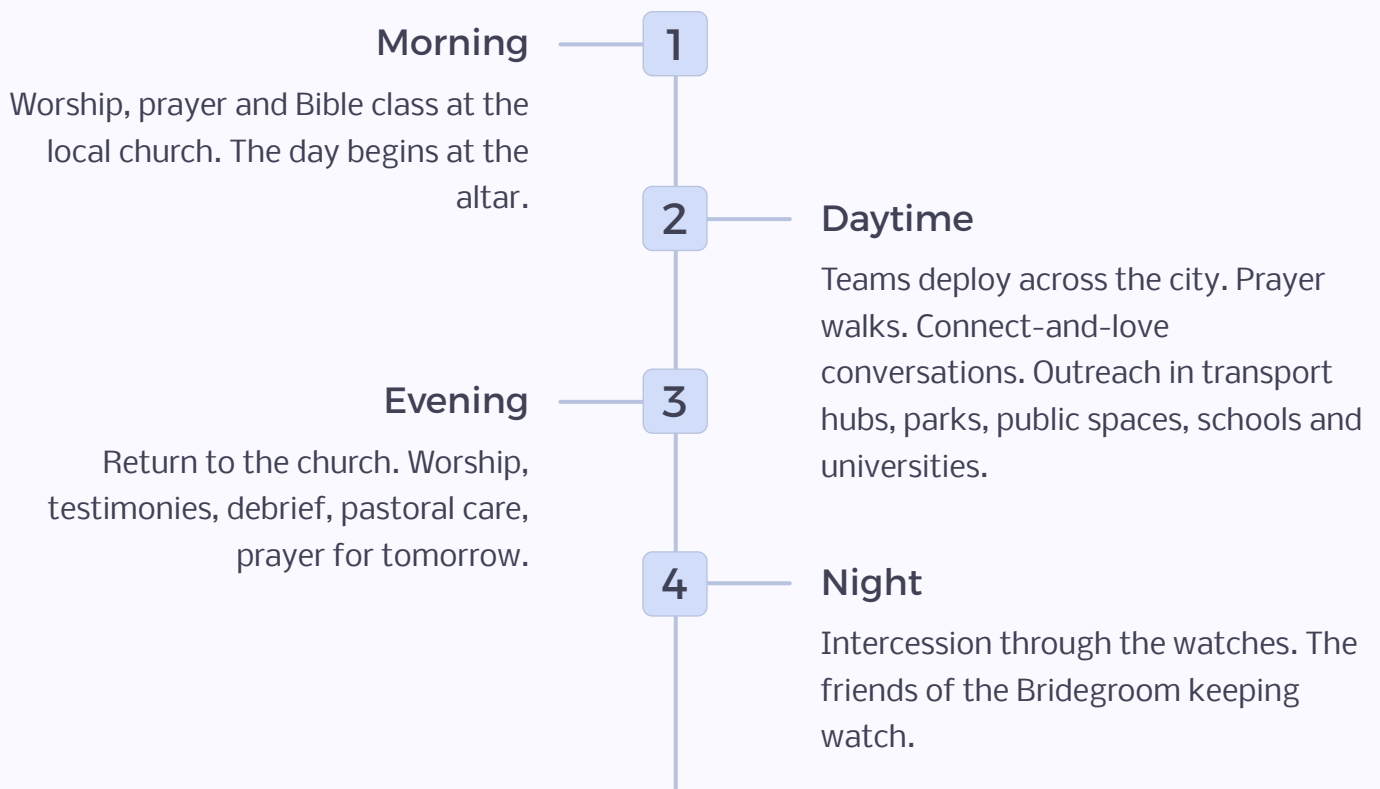 1
Morning
Worship, prayer and Bible class at the
local church. The day begins at the
altar.
2
Daytime
Teams deploy across the city. Prayer
walks. Connect-and-love
conversations. Outreach in transport
hubs, parks, public spaces, schools and
universities.
3
Evening
Return to the church. Worship,
testimonies, debrief, pastoral care,
prayer for tomorrow.
4
Night
Intercession through the watches. The
friends of the Bridegroom keeping
watch.